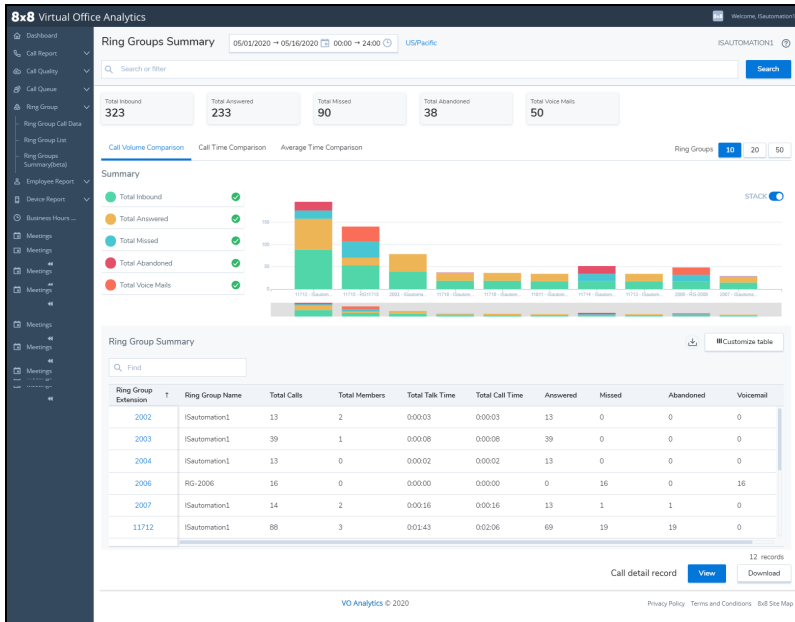 8x8 Virtual Office Analytics
8x8 Welcome, ISautomation1
Dashboard
Call Report
Call Quality
Call Queue
Ring Group
Ring Group Call Data
Ring Group List
Ring Groups
Summary(beta)
Employee Report
Device Report
Business Hours ...
Meetings
Meetings
Meetings
Meetings
Meetings
Meetings
Meetings
Ring Groups Summary
05/01/2020 → 05/16/2020 00:00 → 24:00 US/Pacific
ISAUTOMATION1
Search or filter
Search
Total Inbound
323
Total Answered
233
Total Missed
90
Total Abandoned
38
Total Voice Mails
50
Call Volume Comparison Call Time Comparison Average Time Comparison
Ring Groups 10 20 50
Summary
Total Inbound
Total Answered
Total Missed
Total Abandoned
Total Voice Mails
STACK
150
100
50
0
Ring Group Summary
Customize table
Find
Ring Group Extension ↑ Ring Group Name Total Calls Total Members Total Talk Time Total Call Time Answered Missed Abandoned Voicemail
2002 ISautomation1 13 2 0:00:03 0:00:03 13 0 0 0
2003 ISautomation1 39 1 0:00:08 0:00:08 39 0 0 0
2004 ISautomation1 13 0 0:00:02 0:00:02 13 0 0 0
2006 RG-2006 16 0 0:00:00 0:00:00 0 16 0 16
2007 ISautomation1 14 2 0:00:16 0:00:16 13 1 1 0
11712 ISautomation1 88 3 0:01:43 0:02:06 69 19 19 0
12 records
Call detail record View Download
VO Analytics © 2020
Privacy Policy Terms and Conditions 8x8 Site Map